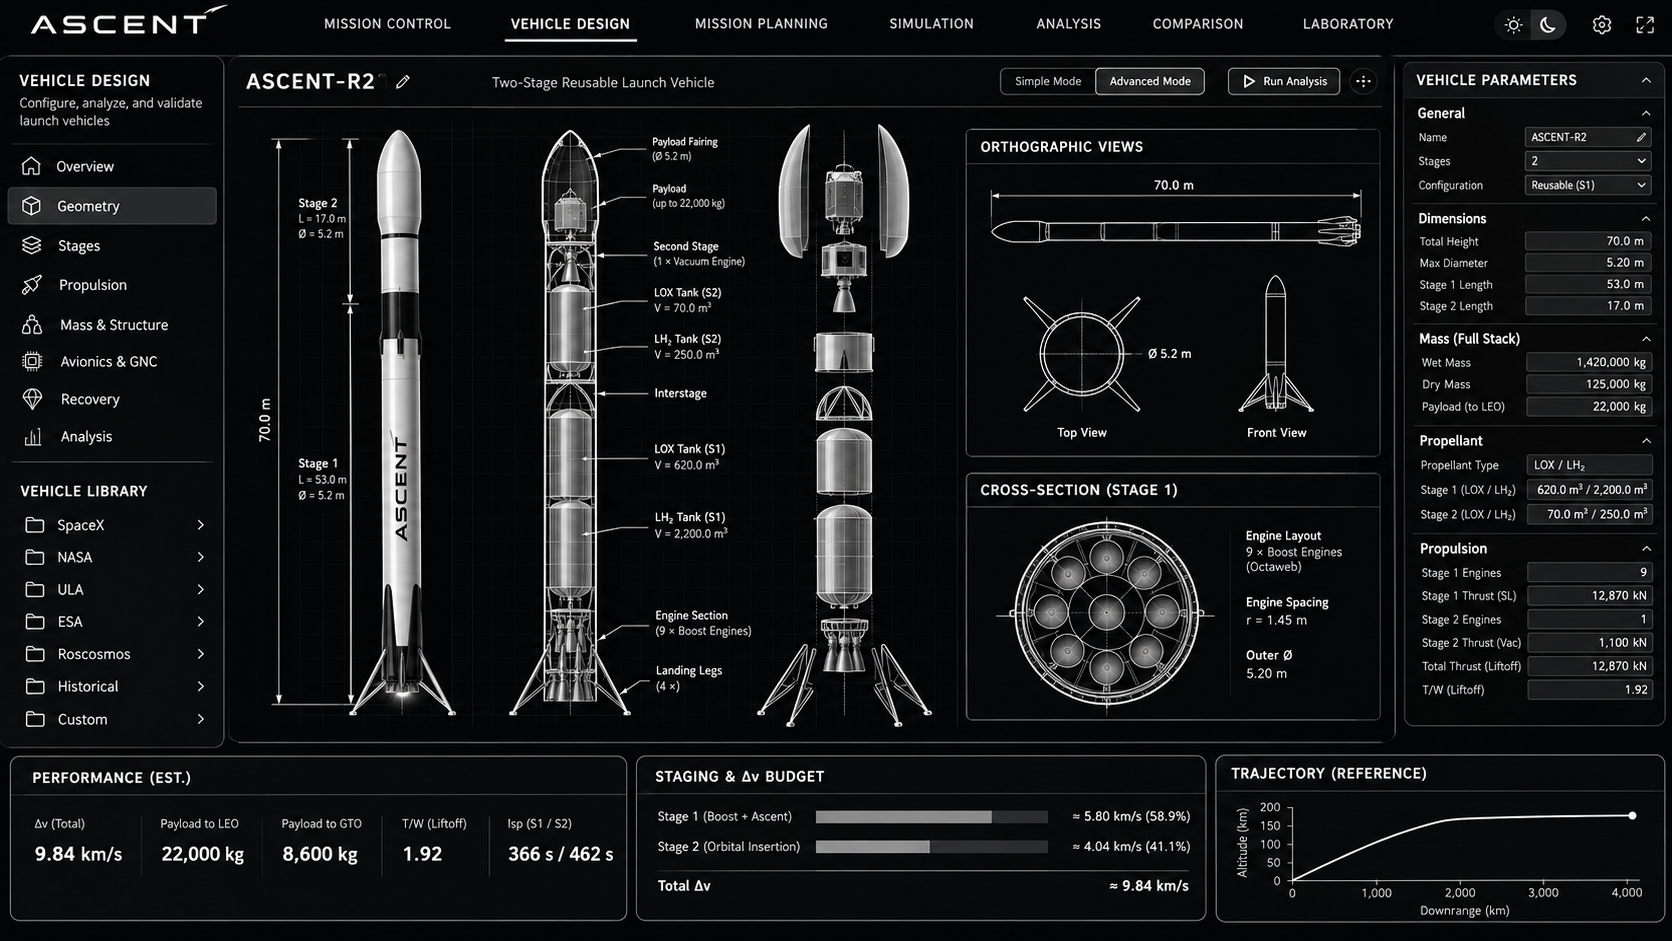 ASCENT
MISSION CONTROL
VEHICLE DESIGN
MISSION PLANNING
SIMULATION
ANALYSIS
COMPARISON
LABORATORY
VEHICLE DESIGN
Configure, analyze, and validate
launch vehicles
Overview
Geometry
Stages
Propulsion
Mass & Structure
Avionics & GNC
Recovery
Analysis
VEHICLE LIBRARY
SpaceX
NASA
ULA
ESA
Roscosmos
Historical
Custom
ASCENT-R2
Two-Stage Reusable Launch Vehicle
Simple Mode
Advanced Mode
Run Analysis
70.0 m
Stage 2
L = 17.0 m
Ø = 5.2 m
Stage 1
L = 53.0 m
Ø = 5.2 m
ASCENT
Payload Fairing
(Ø 5.2 m)
Payload
(up to 22,000 kg)
Second Stage
(1 × Vacuum Engine)
LOX Tank (S2)
V = 70.0 m³
LH₂ Tank (S2)
V = 250.0 m³
Interstage
LOX Tank (S1)
V = 620.0 m³
LH₂ Tank (S1)
V = 2,200.0 m³
Engine Section
(9 × Boost Engines)
Landing Legs
(4 ×)
ORTHOGRAPHIC VIEWS
70.0 m
Ø 5.2 m
Top View
Front View
CROSS-SECTION (STAGE 1)
Engine Layout
9 × Boost Engines
(Octaweb)
Engine Spacing
r = 1.45 m
Outer Ø
5.20 m
VEHICLE PARAMETERS
General
Name ASCENT-R2
Stages 2
Configuration Reusable (S1)
Dimensions
Total Height 70.0 m
Max Diameter 5.20 m
Stage 1 Length 53.0 m
Stage 2 Length 17.0 m
Mass (Full Stack)
Wet Mass 1,420,000 kg
Dry Mass 125,000 kg
Payload (to LEO) 22,000 kg
Propellant
Propellant Type LOX / LH₂
Stage 1 (LOX / LH₂) 620.0 m³ / 2,200.0 m³
Stage 2 (LOX / LH₂) 70.0 m³ / 250.0 m³
Propulsion
Stage 1 Engines 9
Stage 1 Thrust (SL) 12,870 kN
Stage 2 Engines 1
Stage 2 Thrust (Vac) 1,100 kN
Total Thrust (Liftoff) 12,870 kN
T/W (Liftoff) 1.92
PERFORMANCE (EST.)
Δv (Total)
9.84 km/s
Payload to LEO
22,000 kg
Payload to GTO
8,600 kg
T/W (Liftoff)
1.92
Isp (S1 / S2)
366 s / 462 s
STAGING & Δv BUDGET
Stage 1 (Boost + Ascent) ≈ 5.80 km/s (58.9%)
Stage 2 (Orbital Insertion) ≈ 4.04 km/s (41.1%)
Total Δv ≈ 9.84 km/s
TRAJECTORY (REFERENCE)
Altitude (km)
200
150
100
50
0
0 1,000 2,000 3,000 4,000
Downrange (km)